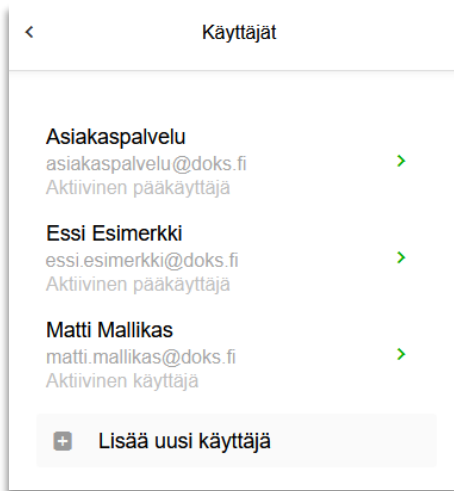 Käyttäjät
Asiakaspalvelu
asiakaspalvelu@doks.fi
Aktiivinen pääkäyttäjä
Essi Esimerkki
essi.esimerkki@doks.fi
Aktiivinen pääkäyttäjä
Matti Mallikas
matti.mallikas@doks.fi
Aktiivinen käyttäjä
Lisää uusi käyttäjä